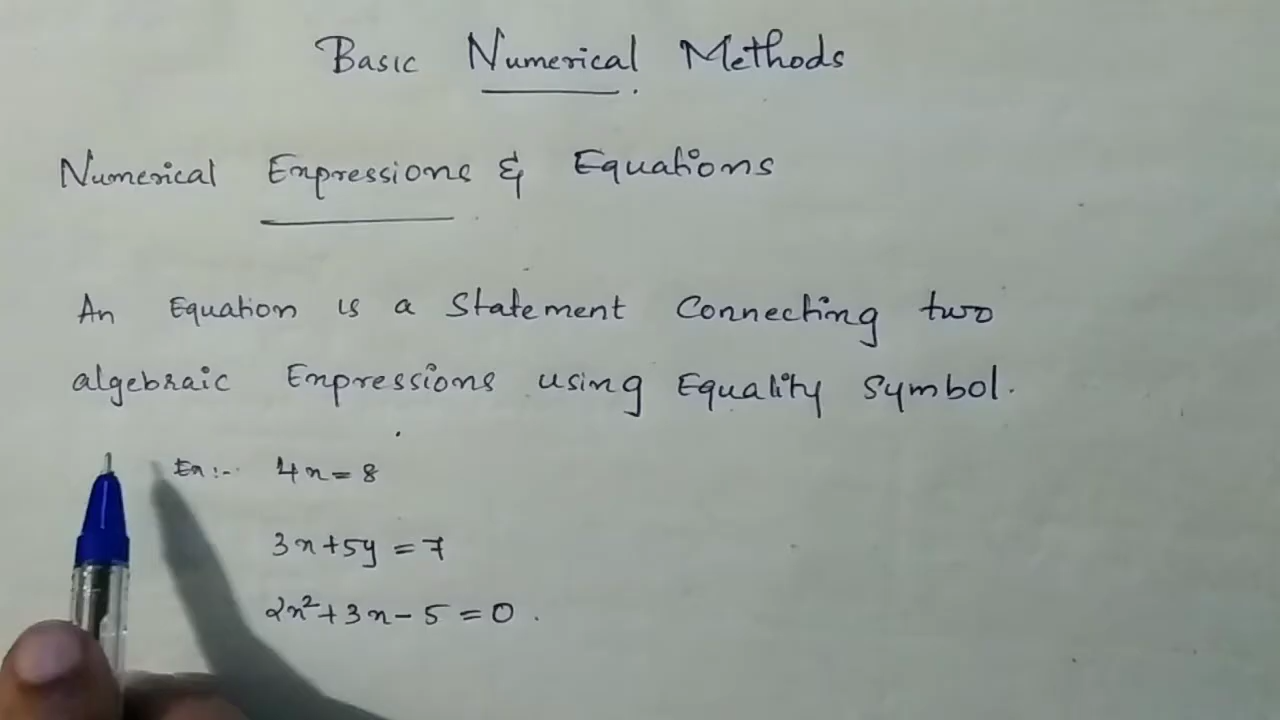 Basic Numerical Methods
Numerical Expressions & Equations
An Equation is a Statement Connecting two
algebraic Expressions using Equality Symbol.
Ex:- 4x = 8
3x+5y = 7
2x²+3x-5 = 0.